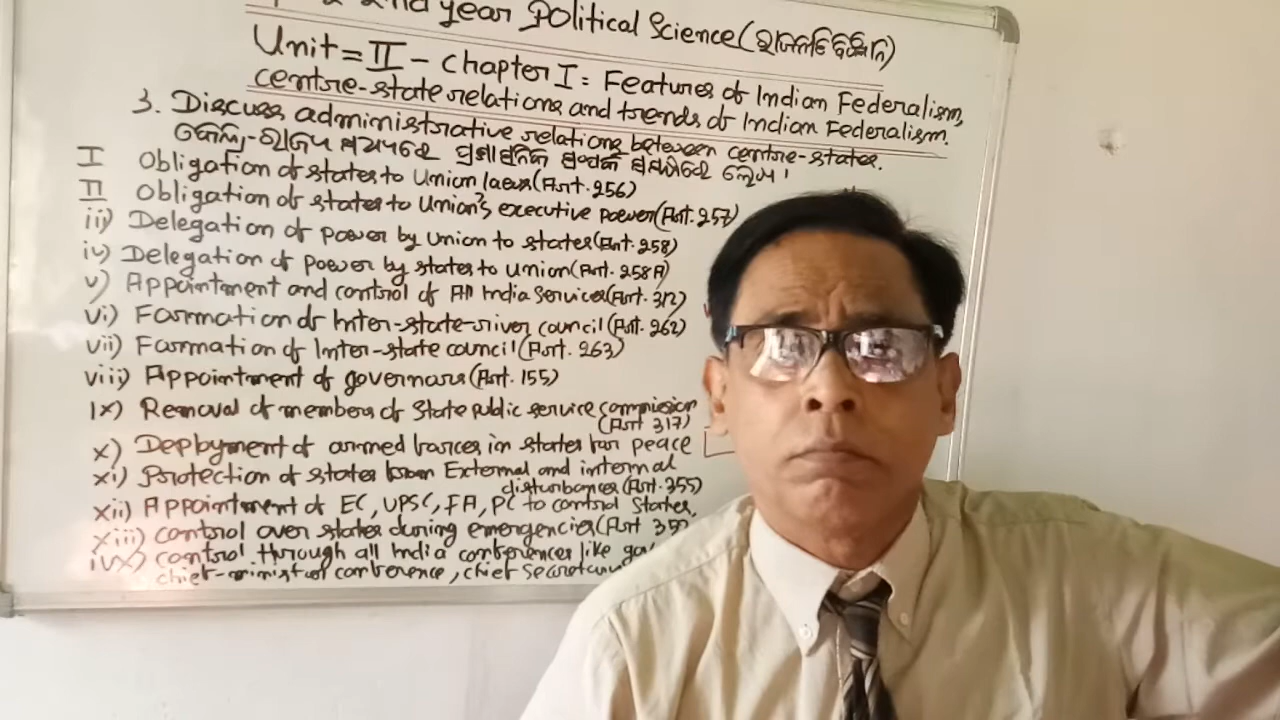 2nd year Political Science (ରାଜନୀତି ବିଜ୍ଞାନ)
Unit = II - Chapter I: Features of Indian Federalism,
centre-state relations and trends of Indian Federalism.
3. Discuss administrative relations between centre-states.
କେନ୍ଦ୍ର-ରାଜ୍ୟ ମଧ୍ୟରେ ପ୍ରଶାସନିକ ସମ୍ପର୍କ ସମ୍ପର୍କରେ ଲେଖ।
I Obligation of states to Union laws (Art. 256)
II Obligation of states to Union's executive power (Art. 257)
iii) Delegation of power by Union to states (Art. 258)
iv) Delegation of power by states to Union (Art. 258A)
v) Appointment and control of All India Services (Art. 312)
vi) Formation of Inter-state-river council (Art. 262)
vii) Formation of Inter-state council (Art. 263)
viii) Appointment of governors (Art. 155)
ix) Removal of members of State public service commission
(Art 317)
x) Deployment of armed forces in states for peace
xi) Protection of states from External and internal
disturbances (Art. 355)
xii) Appointment of EC, UPSC, FA, PC to control States,
xiii) control over states during emergencies (Art 35
ivx) control through all India conferences like go
chief-minister conference, chief secretary